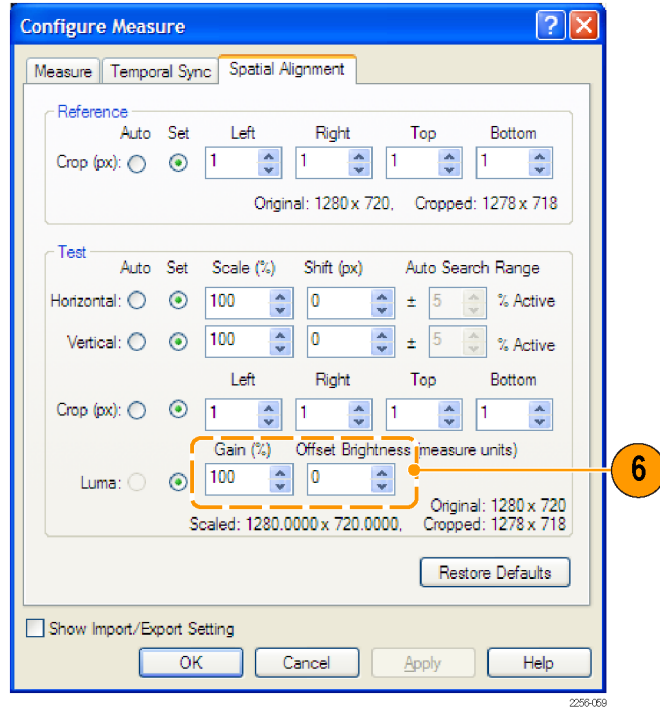 Configure Measure ?
Measure Temporal Sync Spatial Alignment
Reference
Auto Set Left Right Top Bottom
Crop (px): 1 1 1 1
Original: 1280 x 720, Cropped: 1278 x 718
Test
Auto Set Scale (%) Shift (px) Auto Search Range
Horizontal: 100 0 ± 5 % Active
Vertical: 100 0 ± 5 % Active
Left Right Top Bottom
Crop (px): 1 1 1 1
Gain (%) Offset Brightness (measure units)
Luma: 100 0
6
Original: 1280 x 720
Scaled: 1280.0000 x 720.0000, Cropped: 1278 x 718
Restore Defaults
Show Import/Export Setting
OK Cancel Apply Help
2256-059